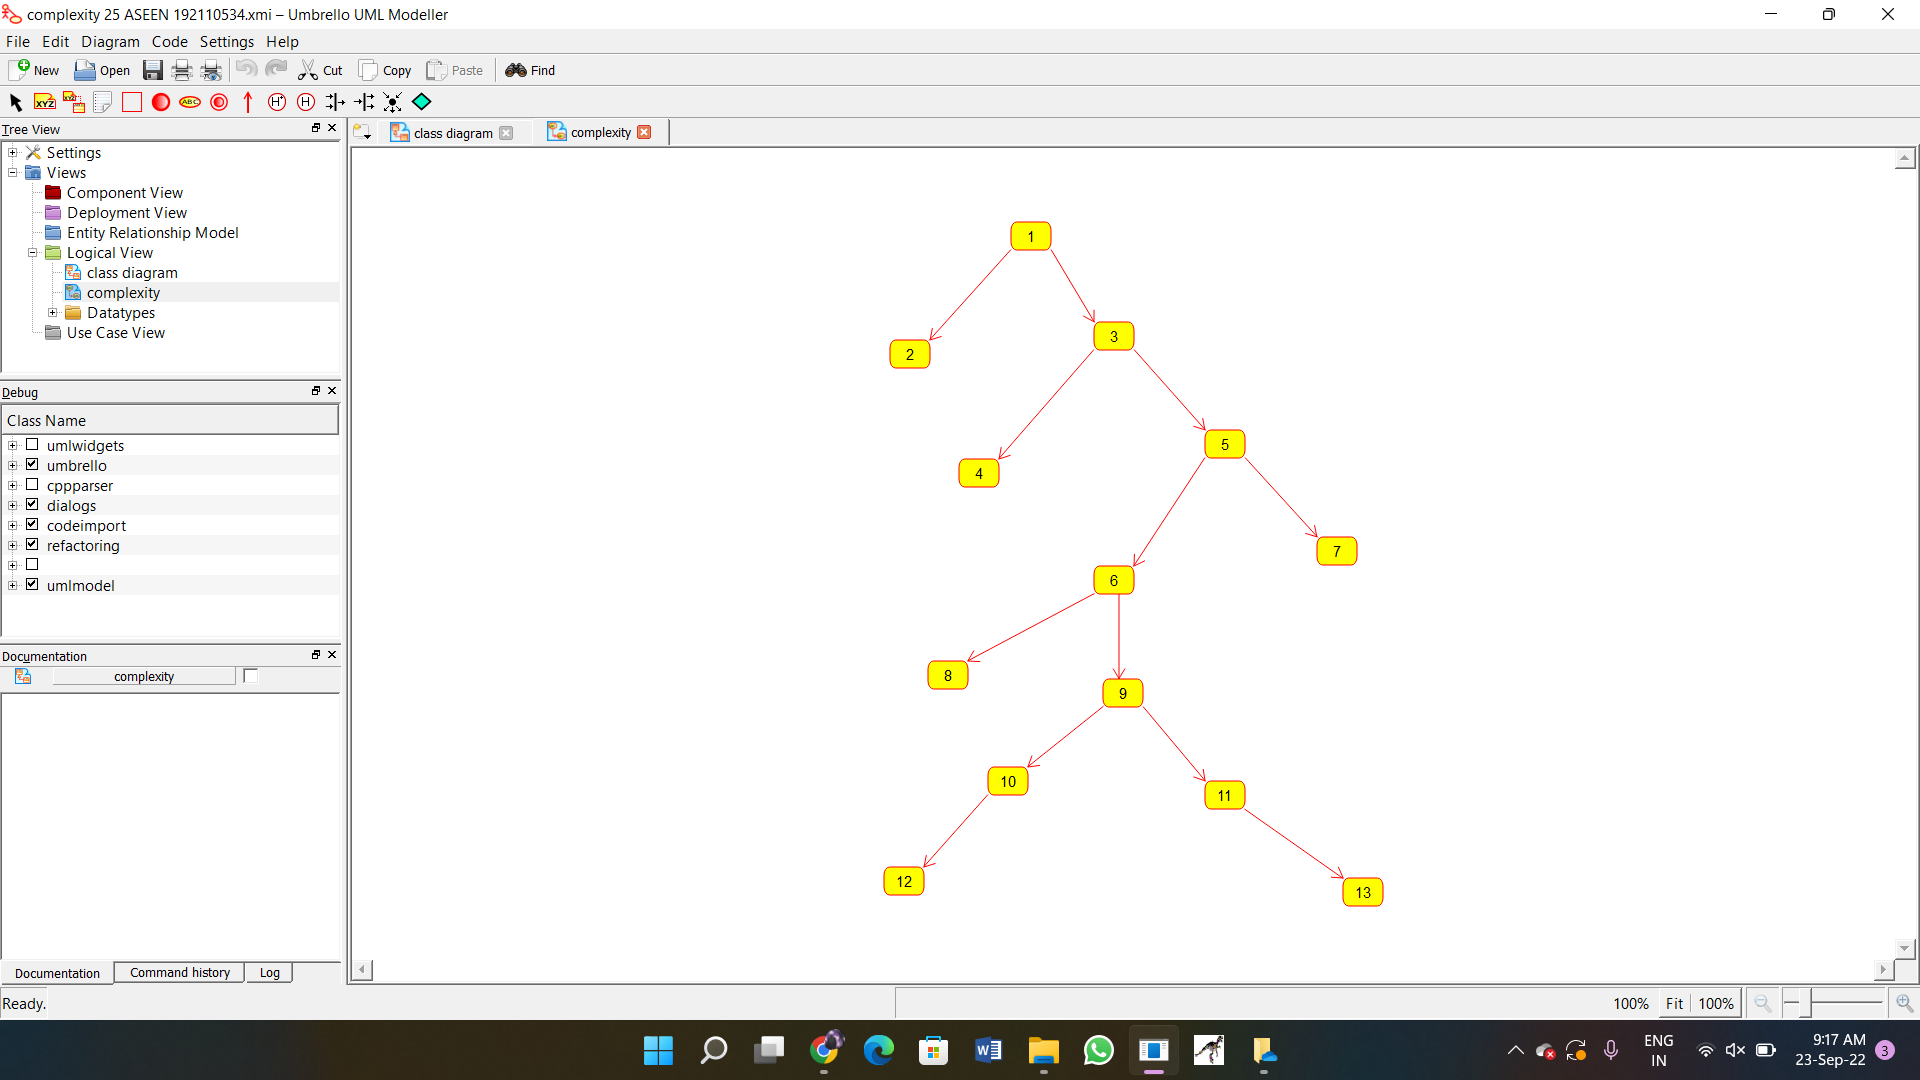 complexity 25 ASEEN 192110534.xmi – Umbrello UML Modeller
File Edit Diagram Code Settings Help
New Open Cut Copy Paste Find
XYZ XYZ ABC H* H
Tree View
class diagram complexity
Settings
Views
Component View
Deployment View
Entity Relationship Model
Logical View
class diagram
complexity
Datatypes
Use Case View
Debug
Class Name
umlwidgets
umbrello
cppparser
dialogs
codeimport
refactoring
umlmodel
Documentation
complexity
1
2
3
4
5
6
7
8
9
10
11
12
13
Documentation Command history Log
Ready.
100% Fit 100%
ENG
IN
9:17 AM
23-Sep-22
3